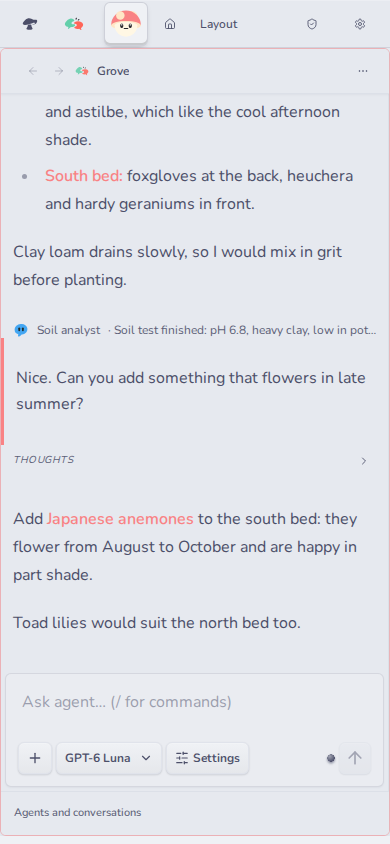 Layout
Grove
and astilbe, which like the cool afternoon
shade.
South bed: foxgloves at the back, heuchera
and hardy geraniums in front.
Clay loam drains slowly, so I would mix in grit
before planting.
Soil analyst · Soil test finished: pH 6.8, heavy clay, low in pot...
Nice. Can you add something that flowers in late
summer?
THOUGHTS
Add Japanese anemones to the south bed: they
flower from August to October and are happy in
part shade.
Toad lilies would suit the north bed too.
Ask agent... (/ for commands)
GPT-6 Luna
Settings
Agents and conversations